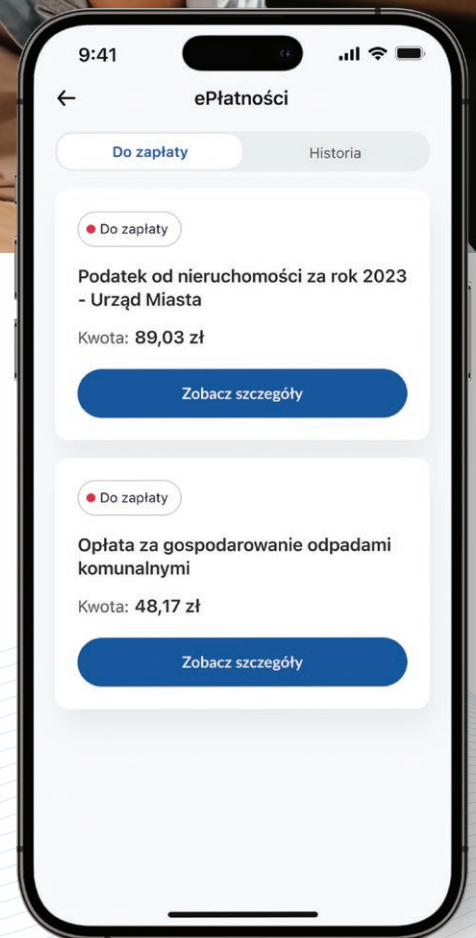 9:41
ePłatności
Do zapłaty
Historia
Do zapłaty
Podatek od nieruchomości za rok 2023
- Urząd Miasta
Kwota: 89,03 zł
Zobacz szczegóły
Do zapłaty
Opłata za gospodarowanie odpadami
komunalnymi
Kwota: 48,17 zł
Zobacz szczegóły